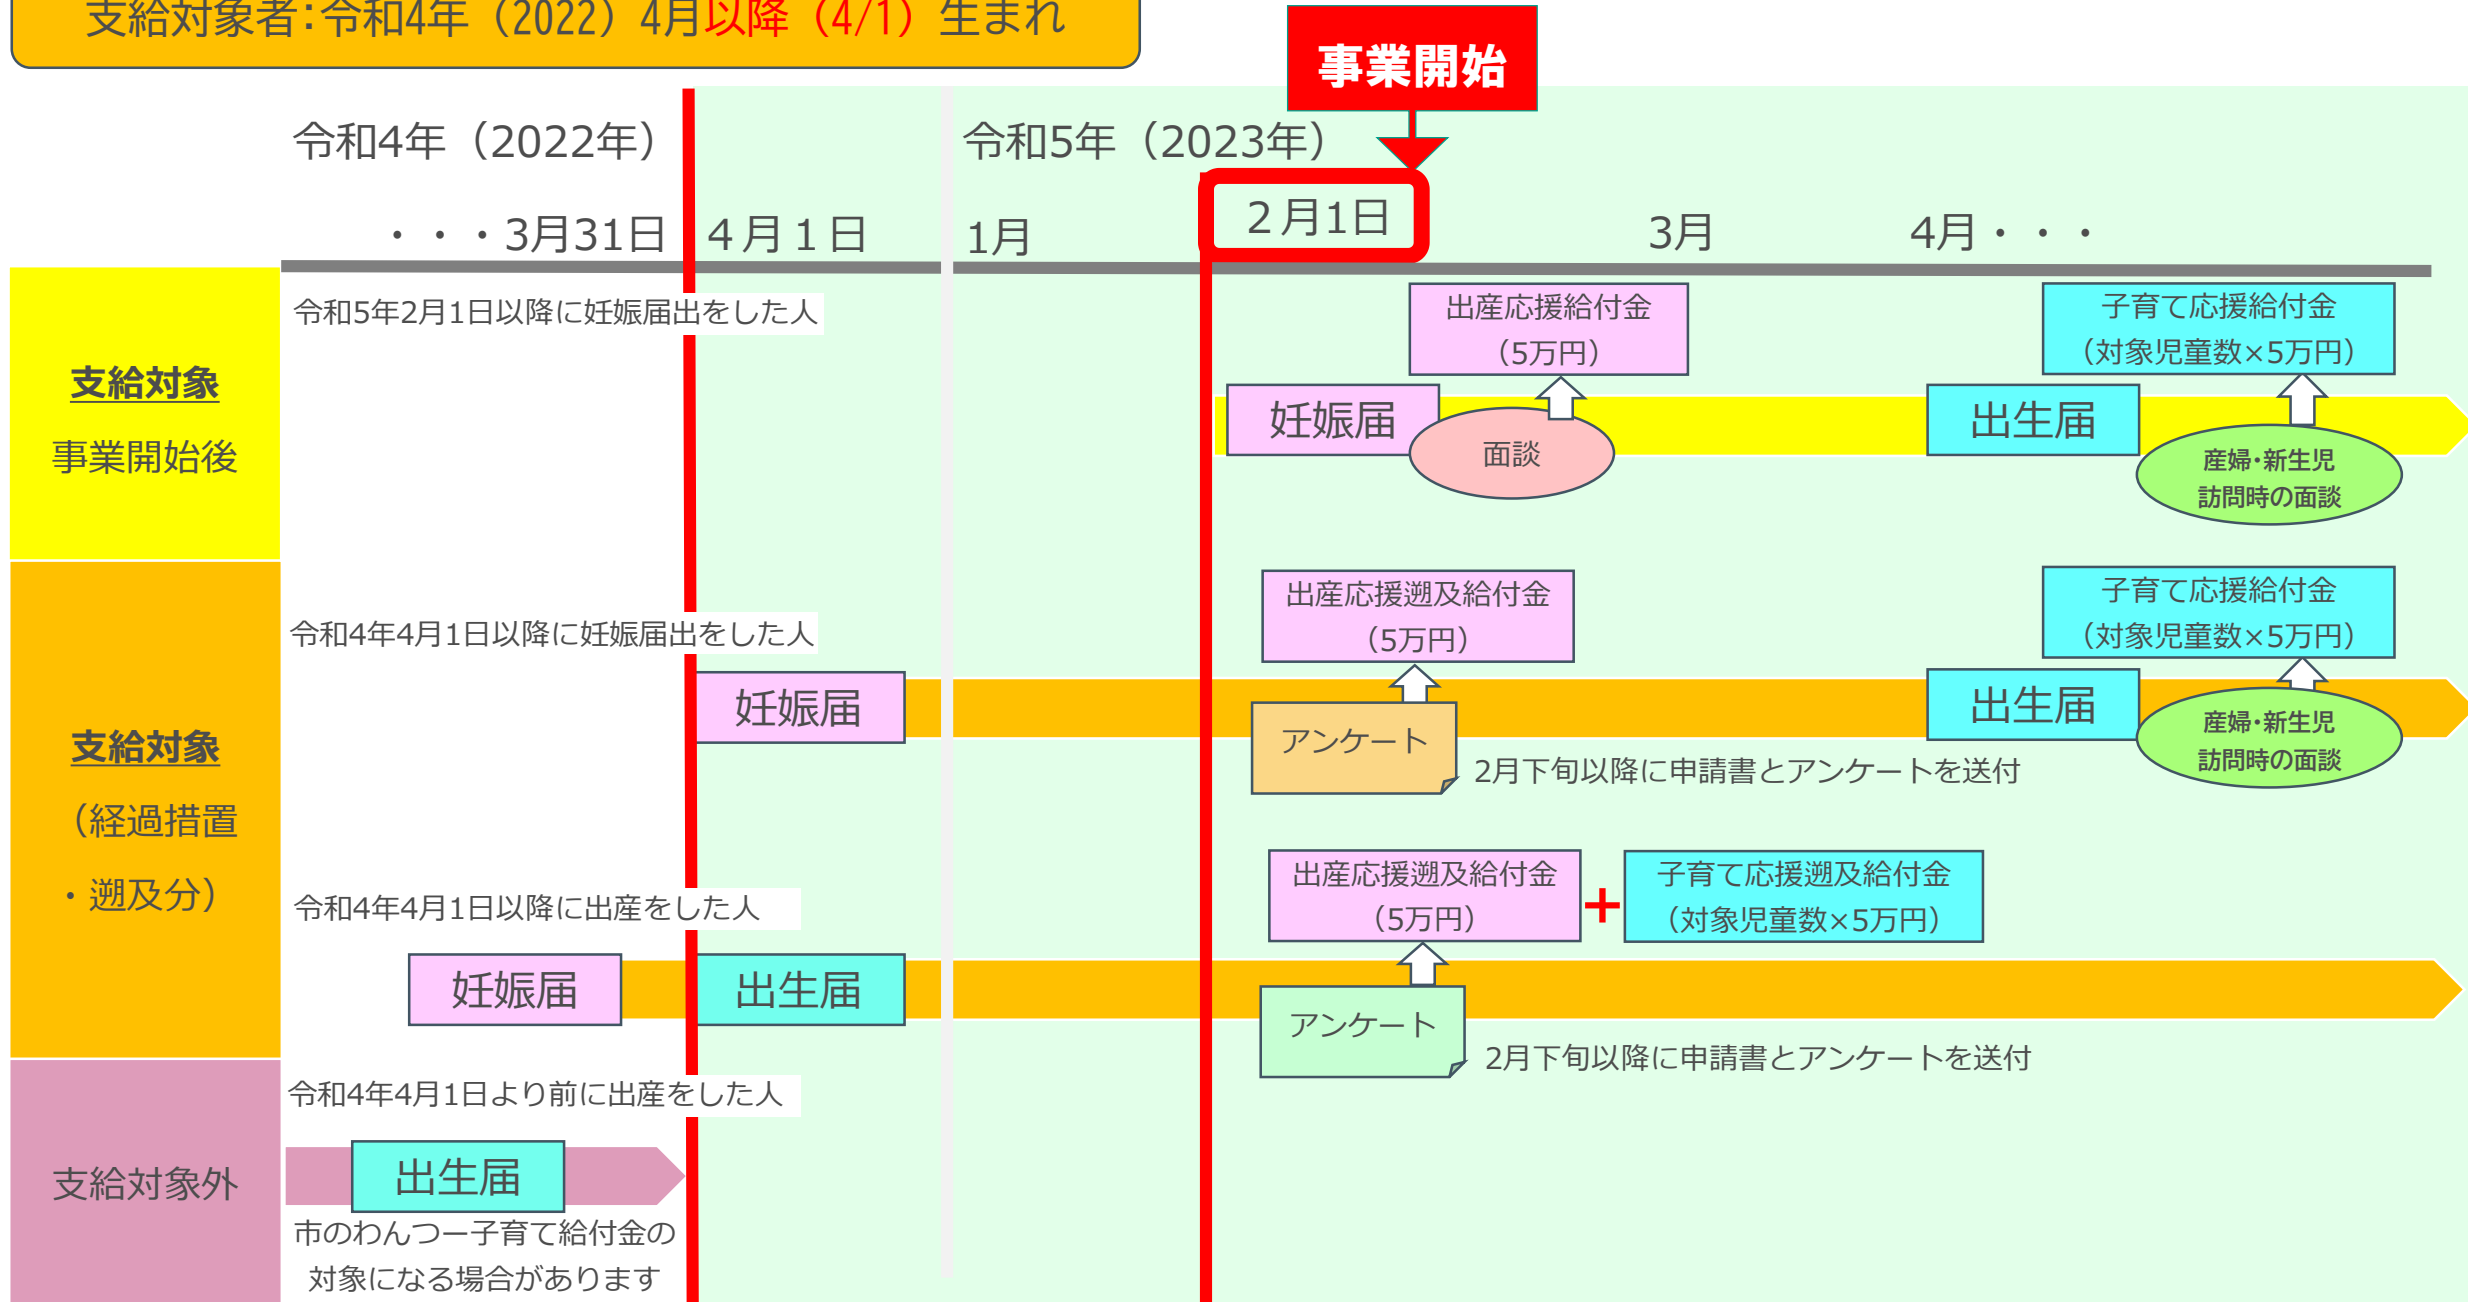 支給対象者：令和4年（2022）4月以降（4/1）生まれ
事業開始
令和4年（2022年）
令和5年（2023年）
・・・3月31日
４月１日
1月
２月1日
3月
4月・・・
支給対象
事業開始後
令和5年2月1日以降に妊娠届出をした人
出産応援給付金
（5万円）
子育て応援給付金
（対象児童数×5万円）
妊娠届
面談
出生届
産婦・新生児
訪問時の面談
支給対象
（経過措置
・遡及分）
令和4年4月1日以降に妊娠届出をした人
出産応援遡及給付金
（5万円）
子育て応援給付金
（対象児童数×5万円）
妊娠届
アンケート
2月下旬以降に申請書とアンケートを送付
出生届
産婦・新生児
訪問時の面談
令和4年4月1日以降に出産をした人
出産応援遡及給付金
（5万円）
+
子育て応援遡及給付金
（対象児童数×5万円）
妊娠届
出生届
アンケート
2月下旬以降に申請書とアンケートを送付
支給対象外
令和4年4月1日より前に出産をした人
出生届
市のわんつー子育て給付金の
対象になる場合があります